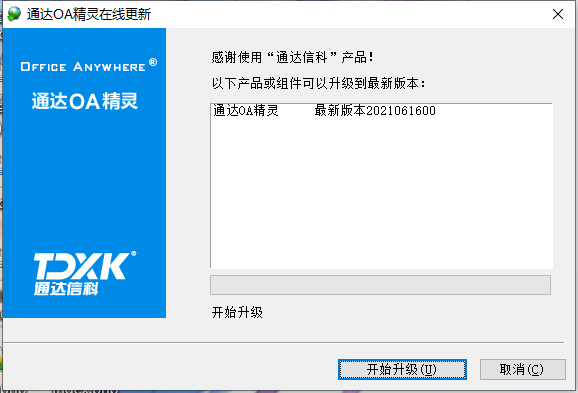 通达OA精灵在线更新
OFFICE ANYWHERE®
通达OA精灵
感谢使用“通达信科”产品!
以下产品或组件可以升级到最新版本:
通达OA精灵 最新版本2021061600
TDXK®
通达信科
开始升级
开始升级(U)
取消(C)